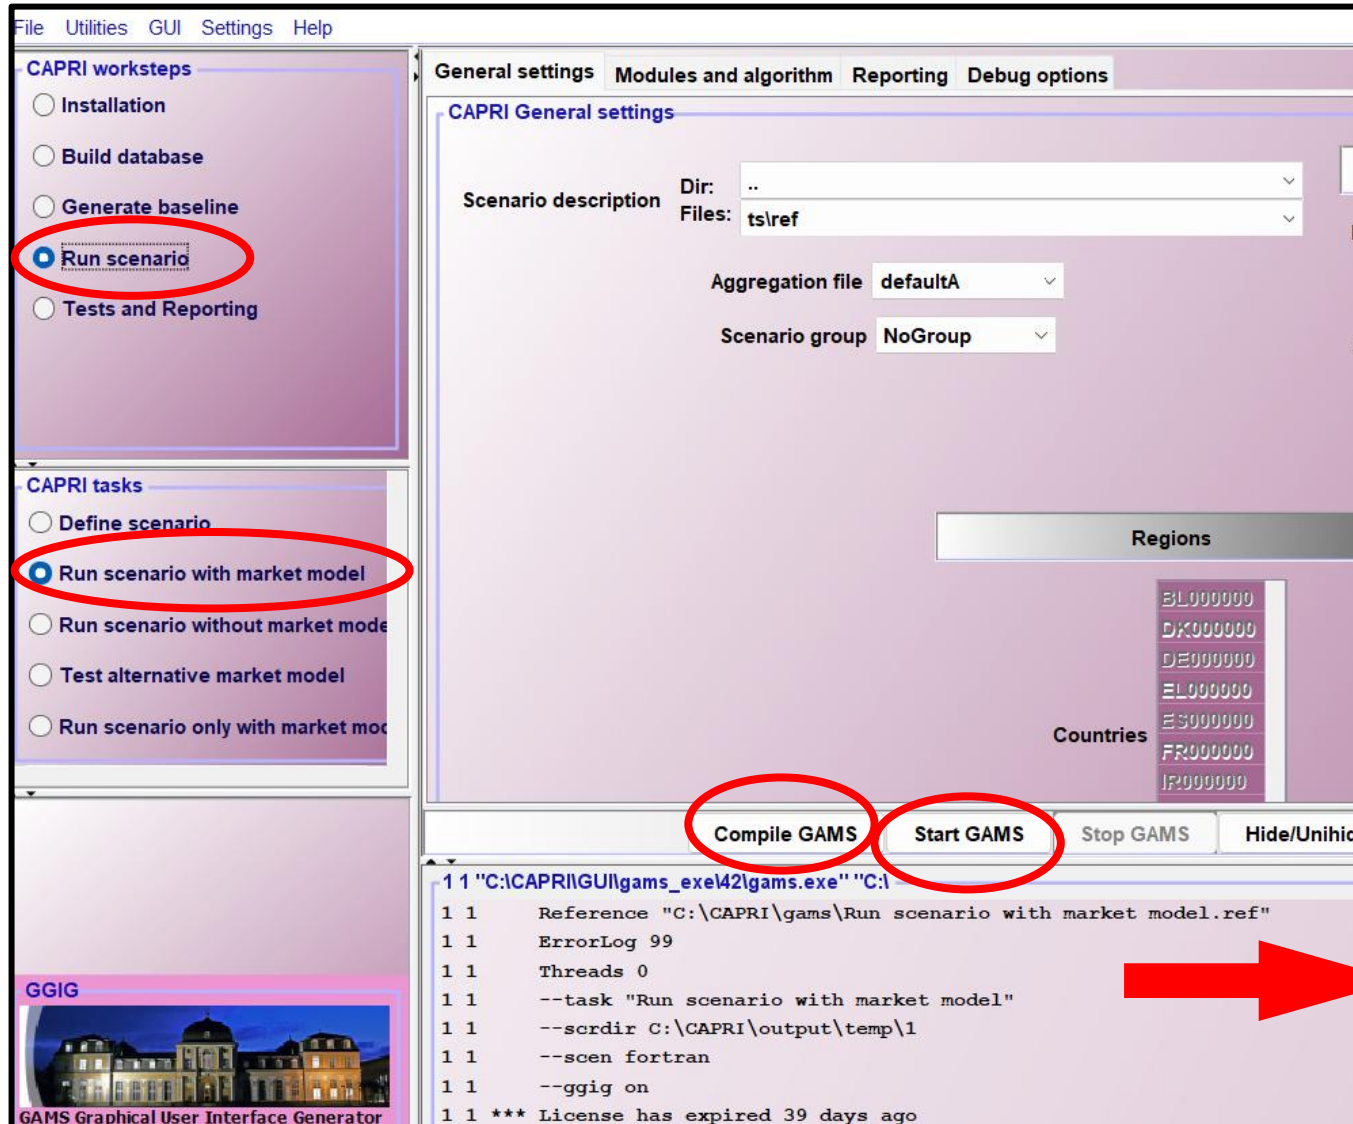 File Utilities GUI Settings Help
CAPRI worksteps
Installation
Build database
Generate baseline
Run scenario
Tests and Reporting
CAPRI tasks
Define scenario
Run scenario with market model
Run scenario without market mode
Test alternative market model
Run scenario only with market moc
GGIG
GAMS Graphical User Interface Generator
General settings Modules and algorithm Reporting Debug options
CAPRI General settings
Scenario description
Dir: ..
Files: ts\ref
Aggregation file defaultA
Scenario group NoGroup
Regions
Countries
BL000000
DK000000
DE000000
EL000000
ES000000
FR000000
IR000000
Compile GAMS Start GAMS Stop GAMS Hide/Unihid
1 1 "C:\CAPRI\GUI\gams_exe\42\gams.exe" "C:\
1 1 Reference "C:\CAPRI\gams\Run scenario with market model.ref"
1 1 ErrorLog 99
1 1 Threads 0
1 1 --task "Run scenario with market model"
1 1 --scrdir C:\CAPRI\output\temp\1
1 1 --scen fortran
1 1 --ggig on
1 1 *** License has expired 39 days ago